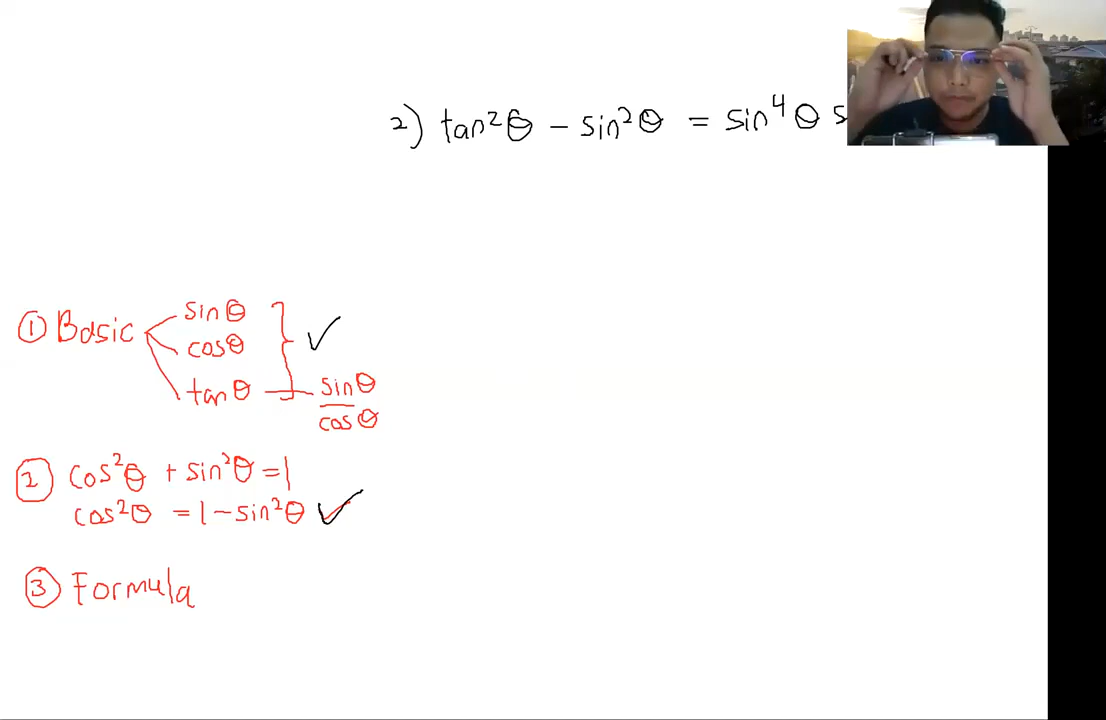 2) tan²θ − sin²θ = sin⁴θ s
① Basic
sinθ
cosθ
tanθ
sinθ
cosθ
② cos²θ + sin²θ = 1
cos²θ = 1 − sin²θ
③ Formula